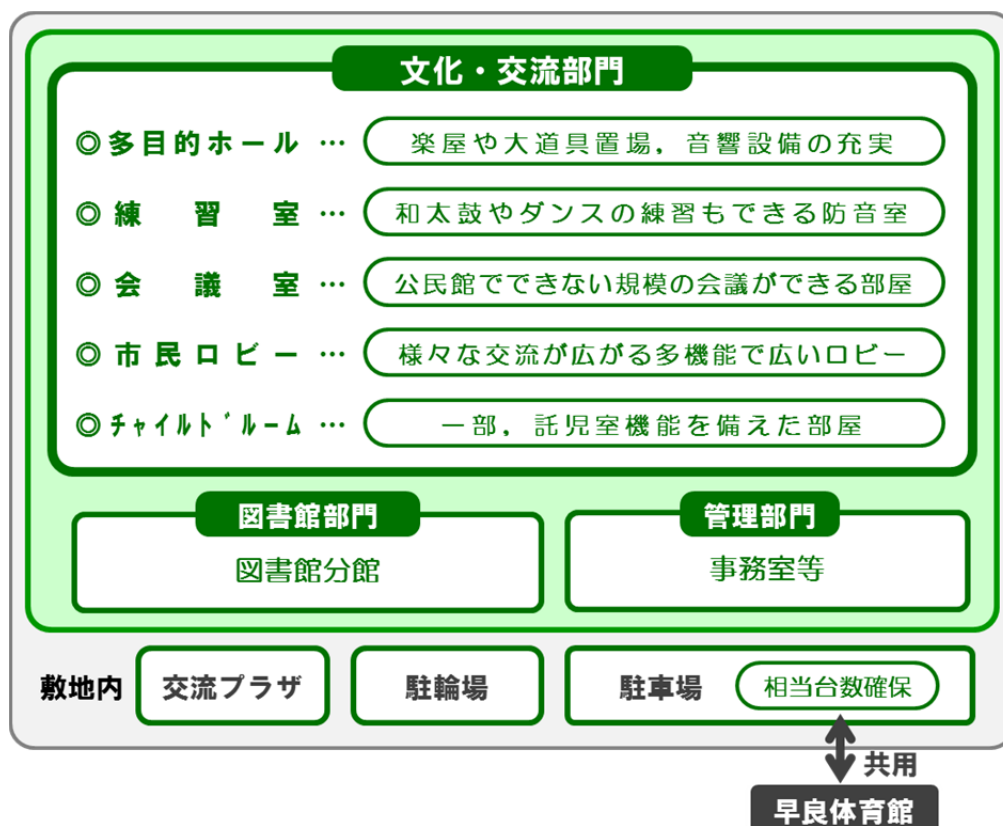 文化・交流部門
◎多目的ホール … 楽屋や大道具置場，音響設備の充実
◎練習室 … 和太鼓やダンスの練習もできる防音室
◎会議室 … 公民館でできない規模の会議ができる部屋
◎市民ロビー … 様々な交流が広がる多機能で広いロビー
◎チャイルドルーム … 一部，託児室機能を備えた部屋
図書館部門
図書館分館
管理部門
事務室等
敷地内 交流プラザ 駐輪場 駐車場 相当台数確保
共用
早良体育館